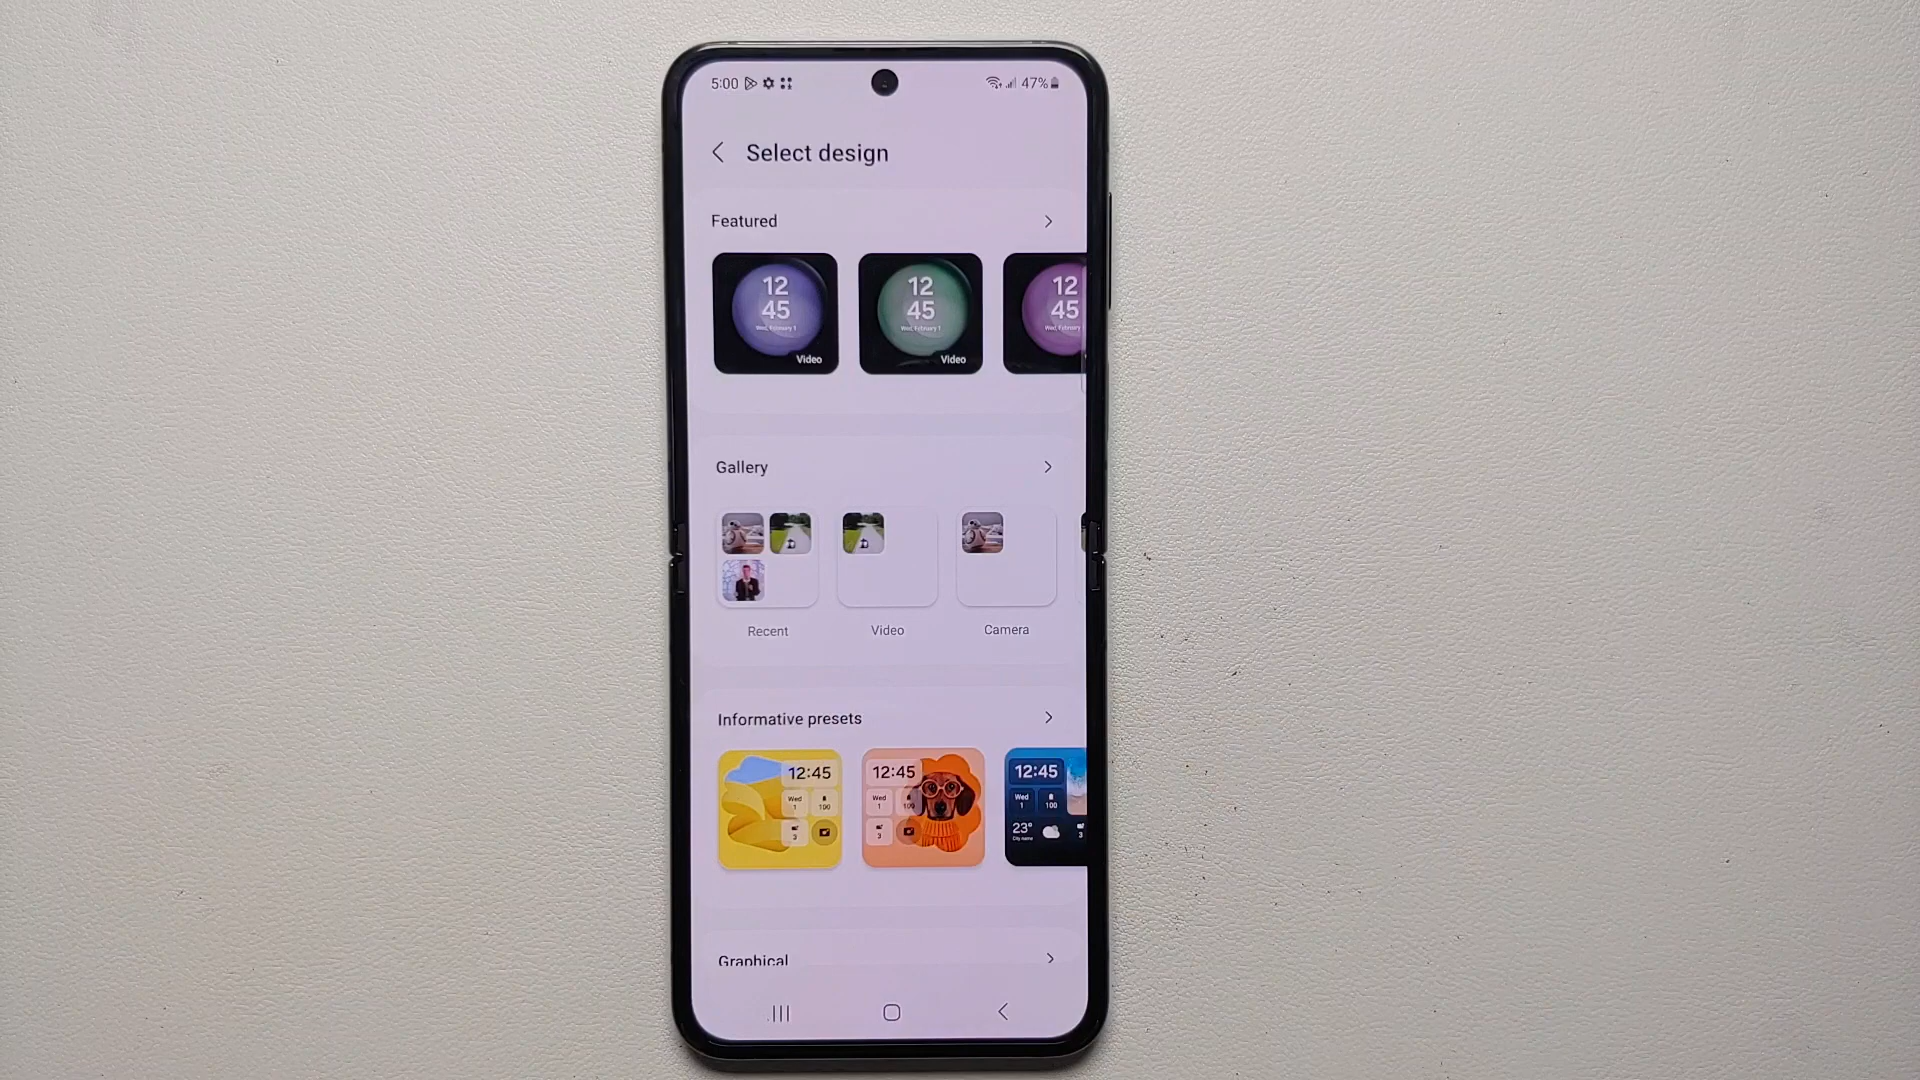 5:00 47%
Select design
Featured
12 12 12
45 45 45
Wed, February 1 Wed, February 1 Wed, February
Video Video
Gallery
Recent Video Camera
Informative presets
12:45 12:45 12:45
Wed 1 100 Wed 1 100 Wed 1 100
3 3 23° 3
City name
Graphical